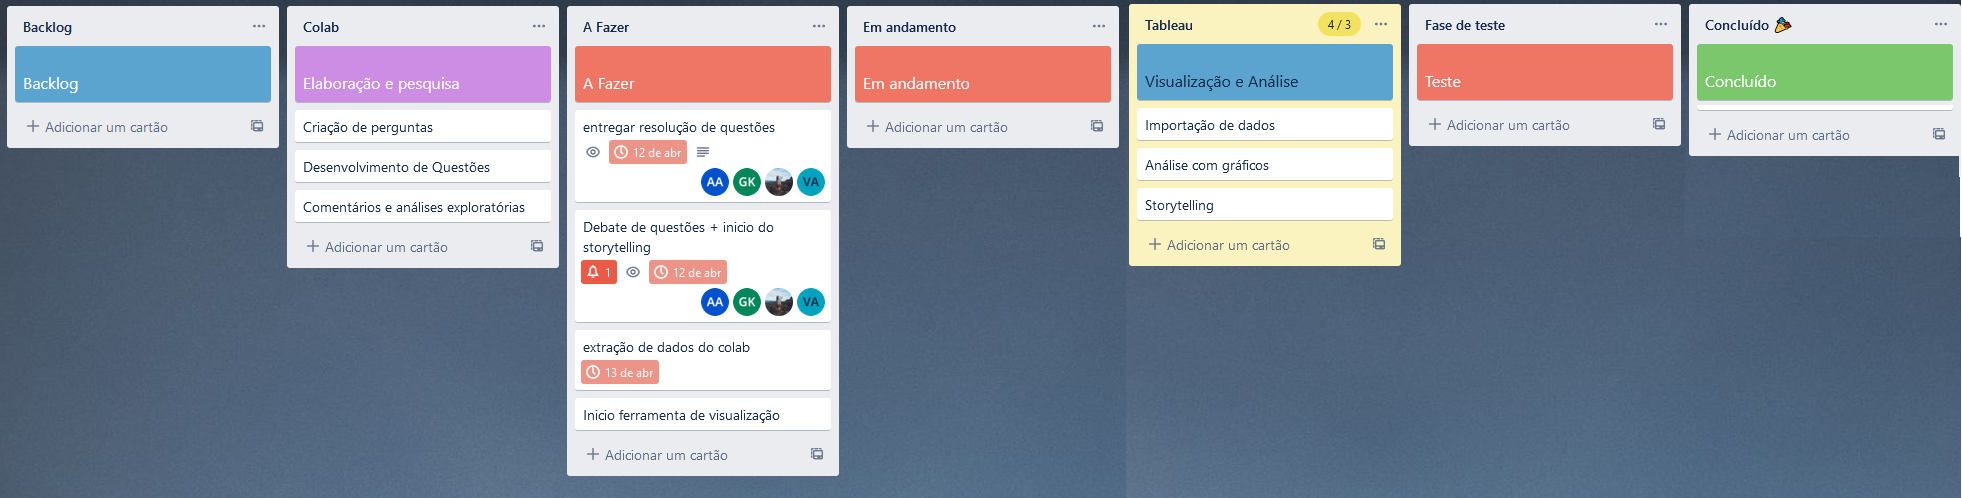 Backlog
Backlog
Adicionar um cartão
Colab
Elaboração e pesquisa
Criação de perguntas
Desenvolvimento de Questões
Comentários e análises exploratórias
Adicionar um cartão
A Fazer
A Fazer
entregar resolução de questões
12 de abr
AA GK VA
Debate de questões + inicio do
storytelling
1 12 de abr
AA GK VA
extração de dados do colab
13 de abr
Inicio ferramenta de visualização
Adicionar um cartão
Em andamento
Em andamento
Adicionar um cartão
Tableau 4 / 3
Visualização e Análise
Importação de dados
Análise com gráficos
Storytelling
Adicionar um cartão
Fase de teste
Teste
Adicionar um cartão
Concluído 🎉
Concluído
Adicionar um cartão